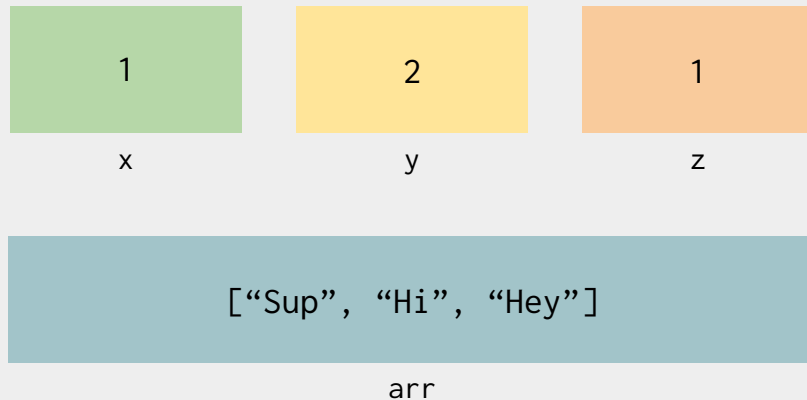 1 2 1
x y z
[“Sup”, “Hi”, “Hey”]
arr